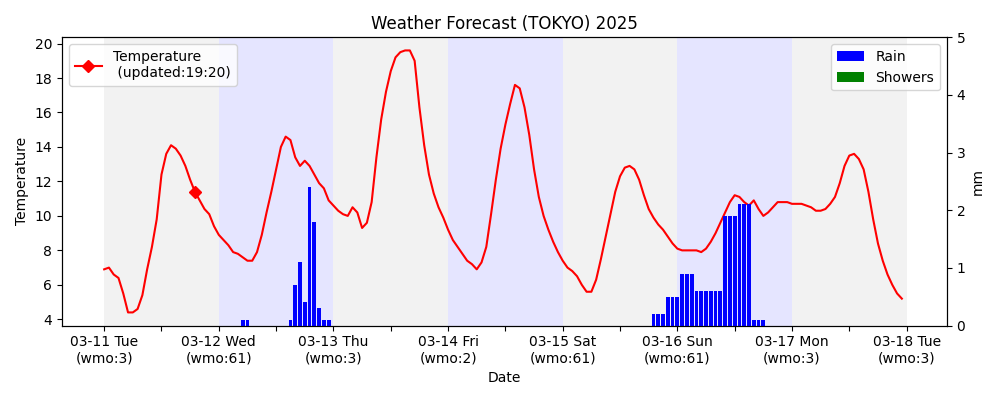 Weather Forecast (TOKYO) 2025
Temperature
(updated:19:20)
Rain
Showers
20
18
16
14
12
10
8
6
4
Temperature
5
4
3
2
1
0
mm
03-11 Tue 03-12 Wed 03-13 Thu 03-14 Fri 03-15 Sat 03-16 Sun 03-17 Mon 03-18 Tue
(wmo:3) (wmo:61) (wmo:3) (wmo:2) (wmo:61) (wmo:61) (wmo:3) (wmo:3)
Date